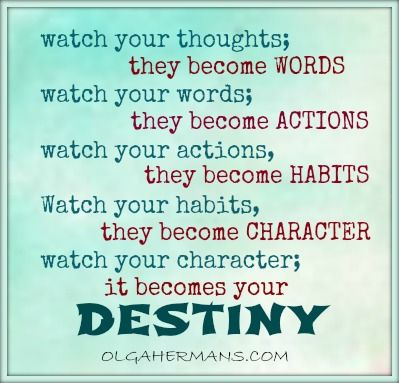 watch your thoughts;
they become WORDS
watch your words;
they become ACTIONS
watch your actions,
they become HABITS
Watch your habits,
they become CHARACTER
watch your character;
it becomes your
DESTINY
OLGAHERMANS.COM